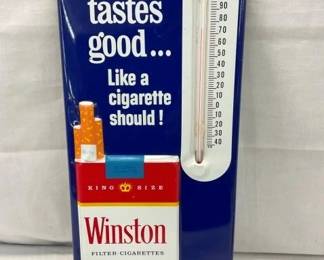 tastes
good...
Like a
cigarette
should!
KING SIZE
Winston
FILTER CIGARETTES
90
80
70
60
50
40
30
20
10
0
10
20
30
40